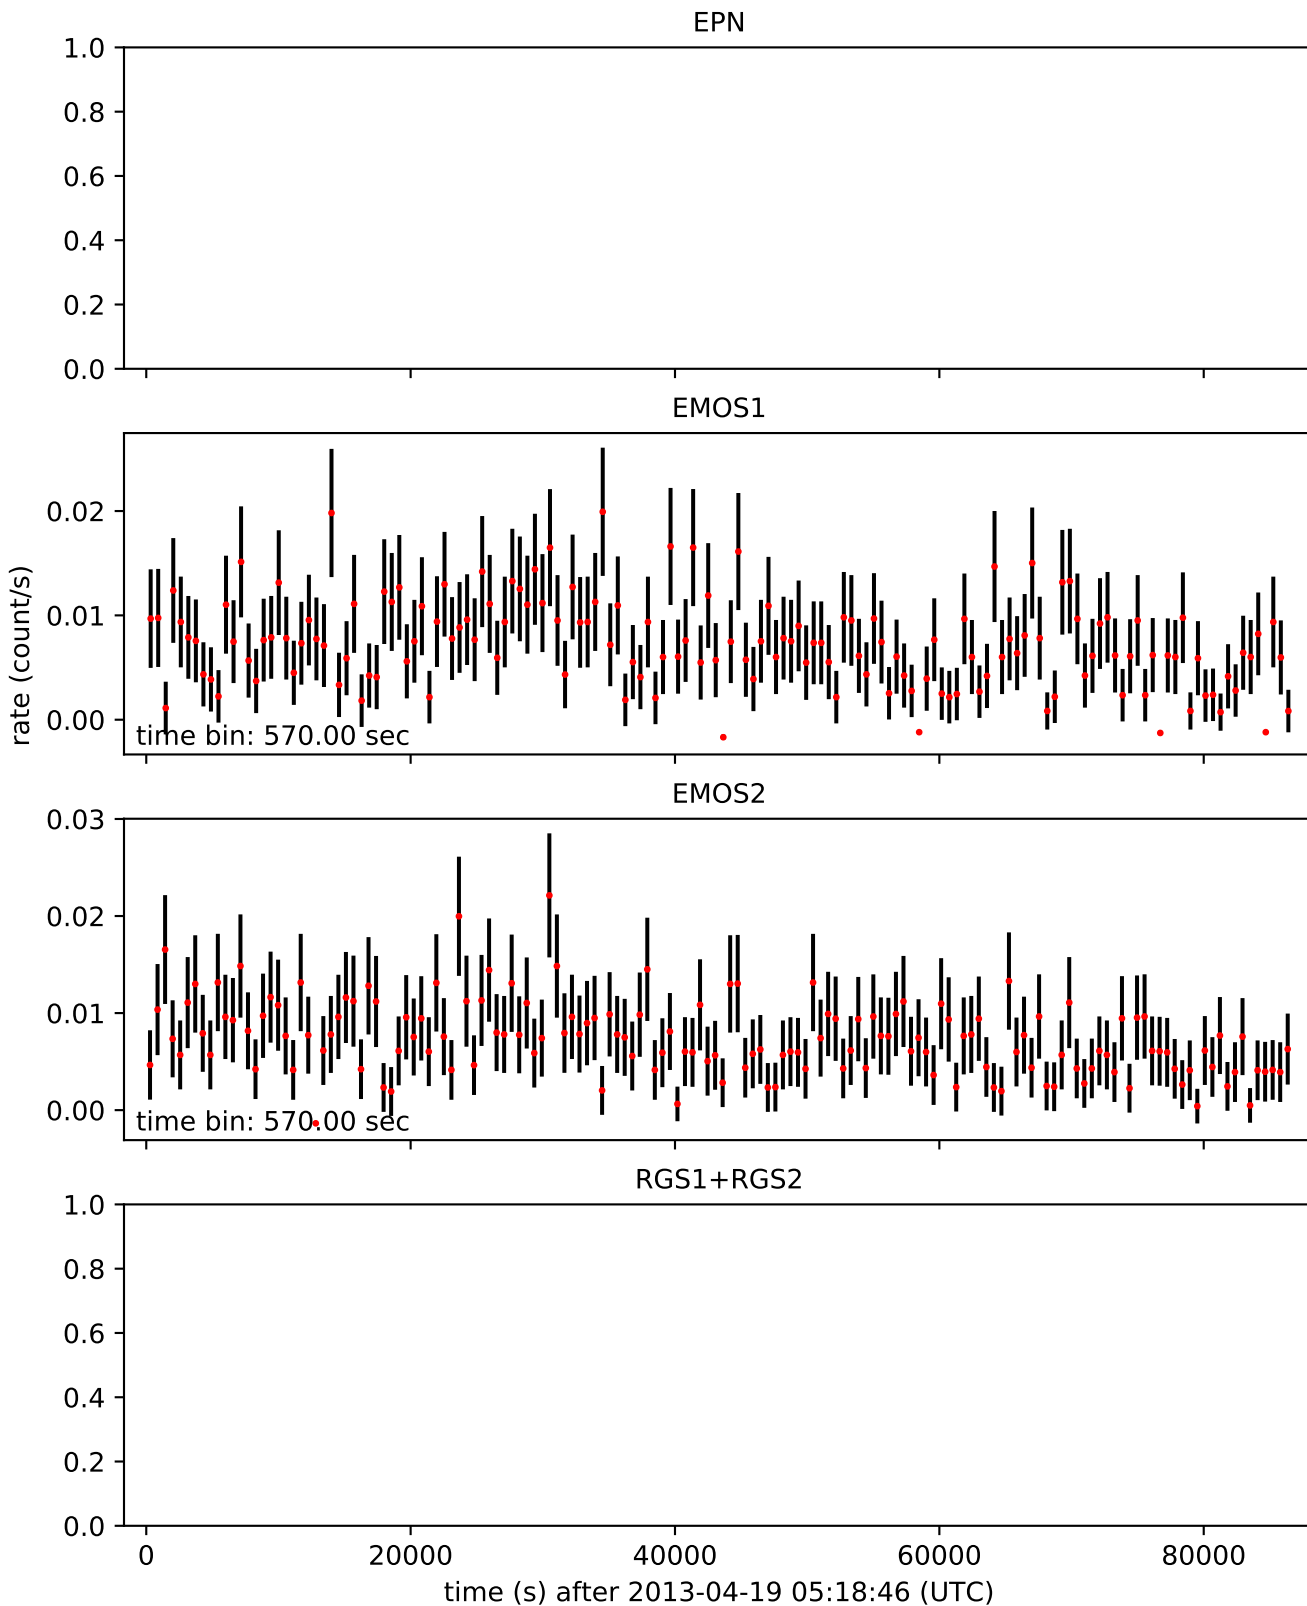 EPN
1.0
0.8
0.6
0.4
0.2
0.0
EMOS1
0.02
0.01
0.00
time bin: 570.00 sec
rate (count/s)
EMOS2
0.03
0.02
0.01
0.00
time bin: 570.00 sec
RGS1+RGS2
1.0
0.8
0.6
0.4
0.2
0.0
0 20000 40000 60000 80000
time (s) after 2013-04-19 05:18:46 (UTC)